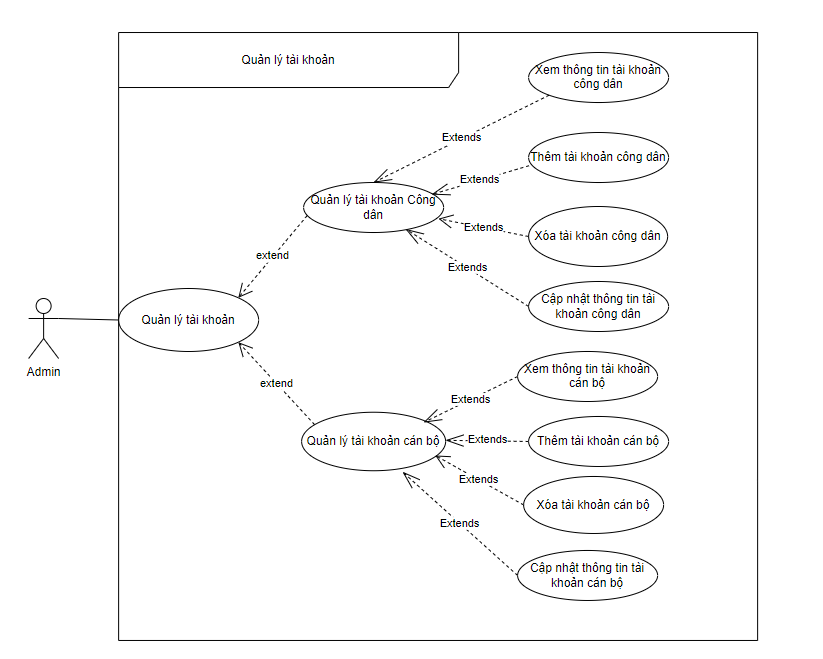 Quản lý tài khoản
Xem thông tin tài khoản
công dân
Extends
Thêm tài khoản công dân
Extends
Quản lý tài khoản Công
dân
Extends
Xóa tài khoản công dân
extend
Extends
Cập nhật thông tin tài
khoản công dân
Quản lý tài khoản
Admin
Xem thông tin tài khoản
cán bộ
extend
Extends
Quản lý tài khoản cán bộ
Extends
Thêm tài khoản cán bộ
Extends
Xóa tài khoản cán bộ
Extends
Cập nhật thông tin tài
khoản cán bộ